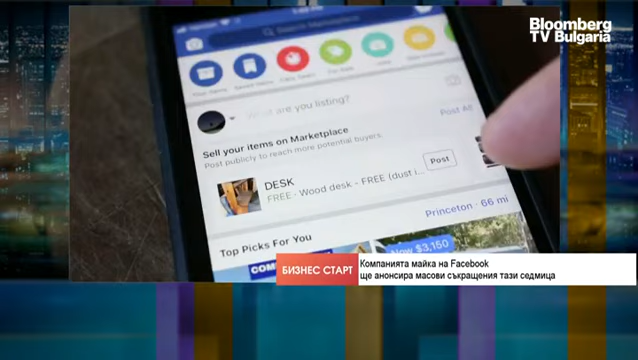 Bloomberg
TV Bulgaria
Search Marketplace
What are you listing?
Post All
Sell your items on Marketplace
Post publicly to reach more potential buyers.
DESK
FREE · Wood desk - FREE (dust i...
Post
Princeton · 66 mi
Top Picks For You
Now $3,150
БИЗНЕС СТАРТ
Компанията майка на Facebook
ще анонсира масови съкращения тази седмица